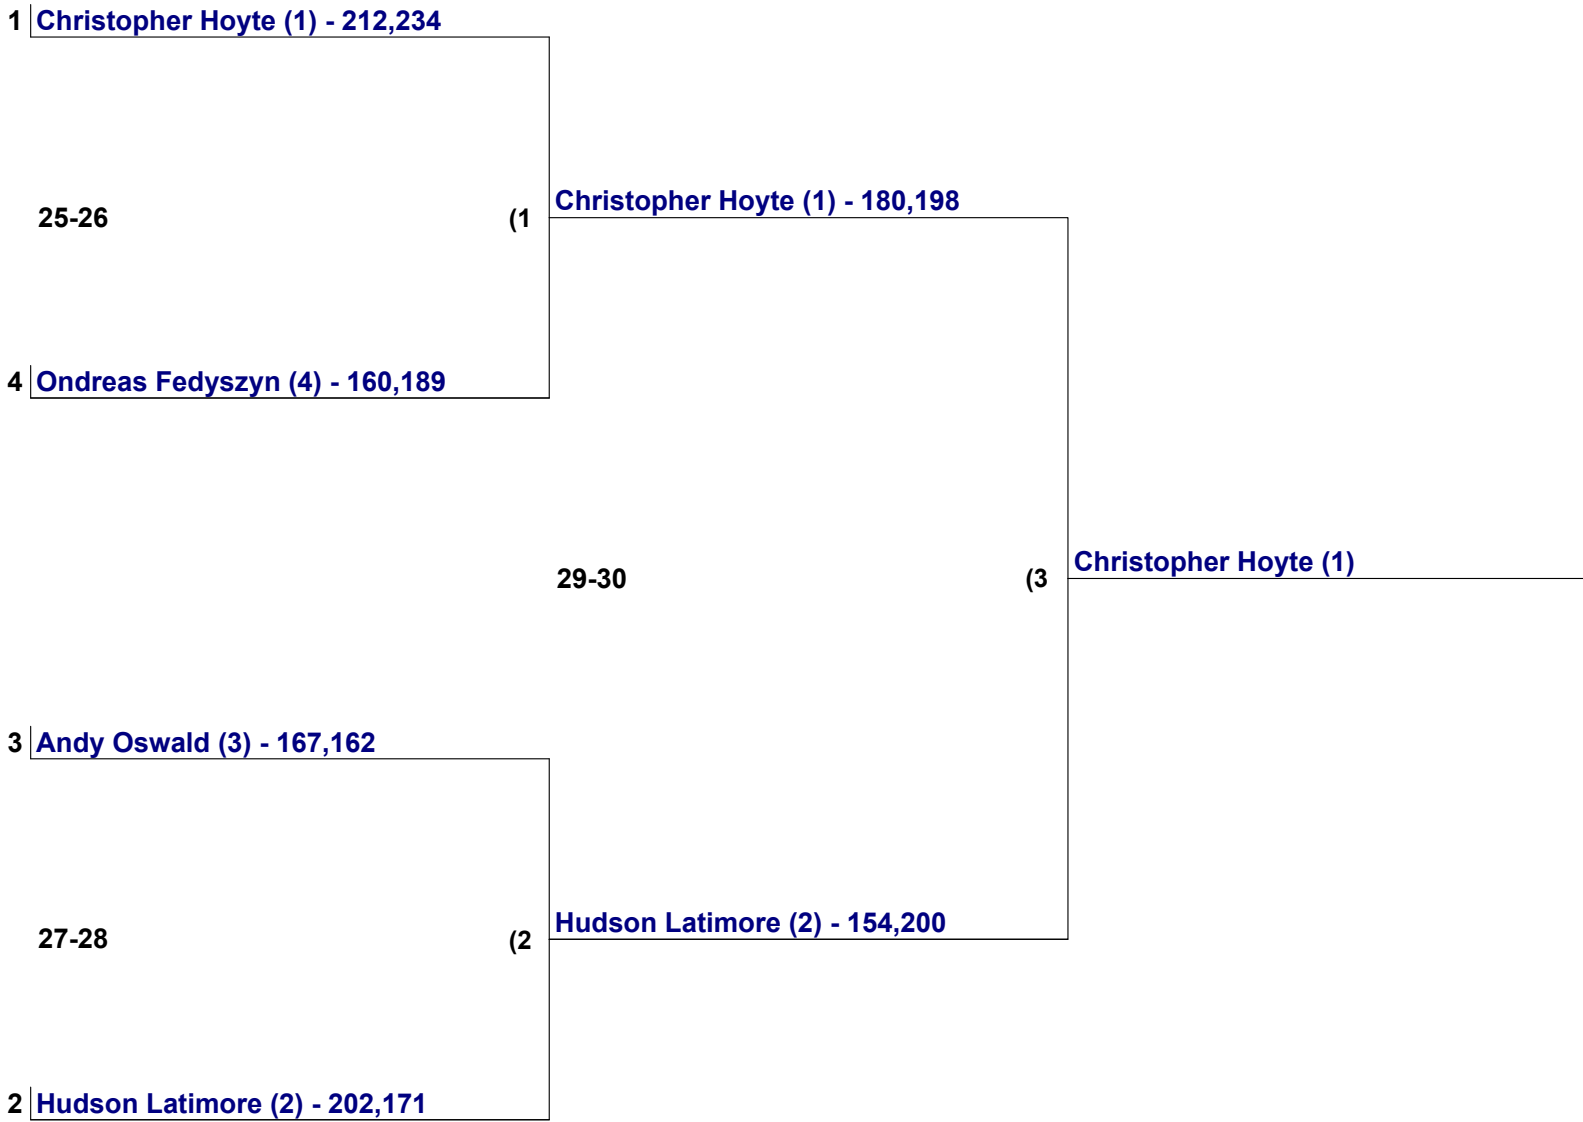 1 Christopher Hoyte (1) - 212,234
Christopher Hoyte (1) - 180,198
25-26 (1
4 Ondreas Fedyszyn (4) - 160,189
Christopher Hoyte (1)
29-30 (3
3 Andy Oswald (3) - 167,162
Hudson Latimore (2) - 154,200
27-28 (2
2 Hudson Latimore (2) - 202,171